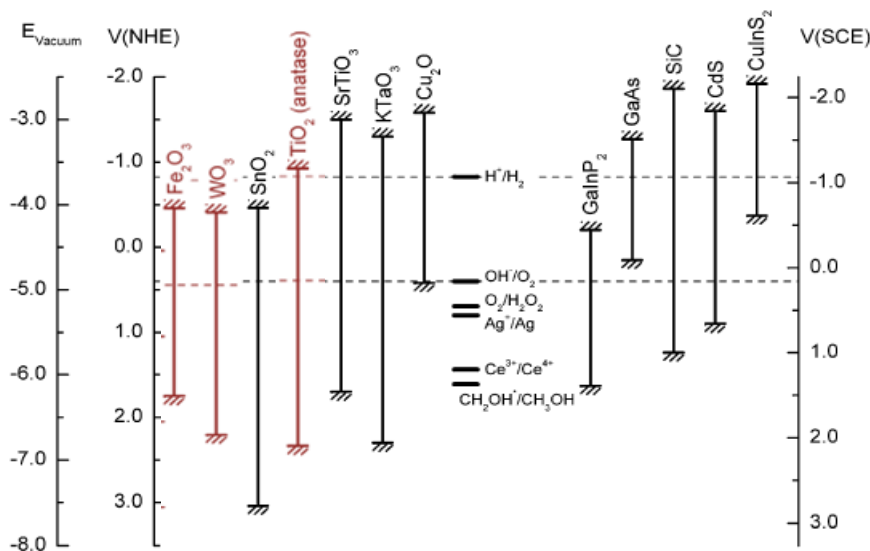 E_Vacuum
V(NHE)
V(SCE)
-3.0
-4.0
-5.0
-6.0
-7.0
-8.0
-2.0
-1.0
0.0
1.0
2.0
3.0
Fe₂O₃
WO₃
SnO₂
TiO₂ (anatase)
SrTiO₃
KTaO₃
Cu₂O
H⁺/H₂
OH⁻/O₂
O₂/H₂O₂
Ag⁺/Ag
Ce³⁺/Ce⁴⁺
CH₂OH⁺/CH₃OH
GaInP₂
GaAs
SiC
CdS
CuInS₂
-2.0
-1.0
0.0
1.0
2.0
3.0